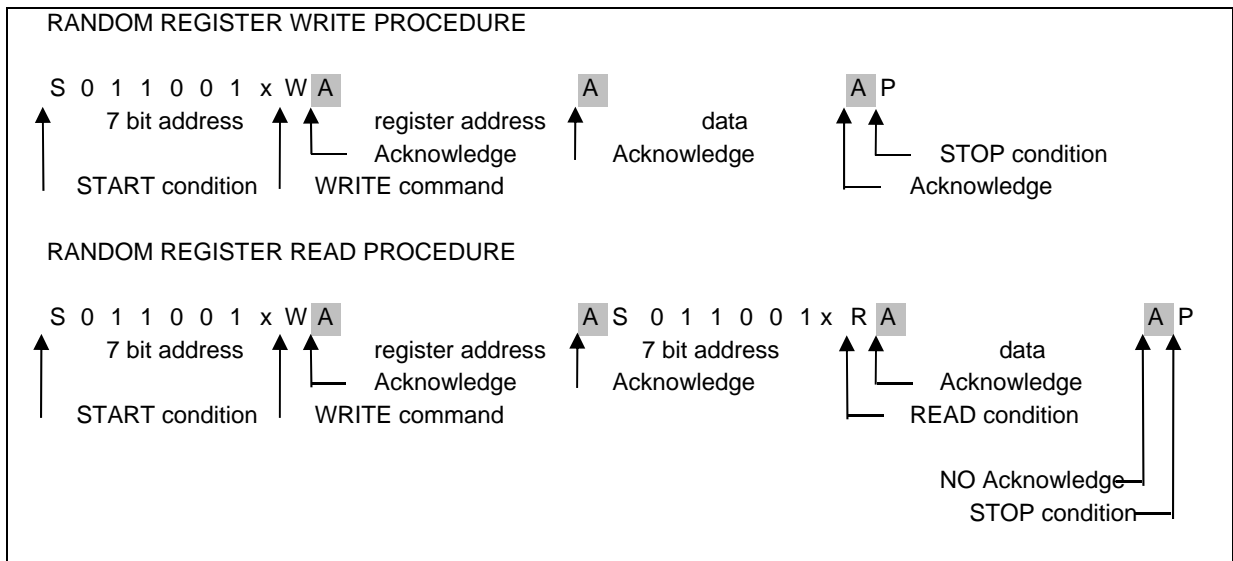 RANDOM REGISTER WRITE PROCEDURE
S 0 1 1 0 0 1 x W A A A P
7 bit address register address data
Acknowledge Acknowledge STOP condition
START condition WRITE command Acknowledge
RANDOM REGISTER READ PROCEDURE
S 0 1 1 0 0 1 x W A A S 0 1 1 0 0 1 x R A A P
7 bit address register address 7 bit address data
Acknowledge Acknowledge Acknowledge
START condition WRITE command READ condition
NO Acknowledge
STOP condition